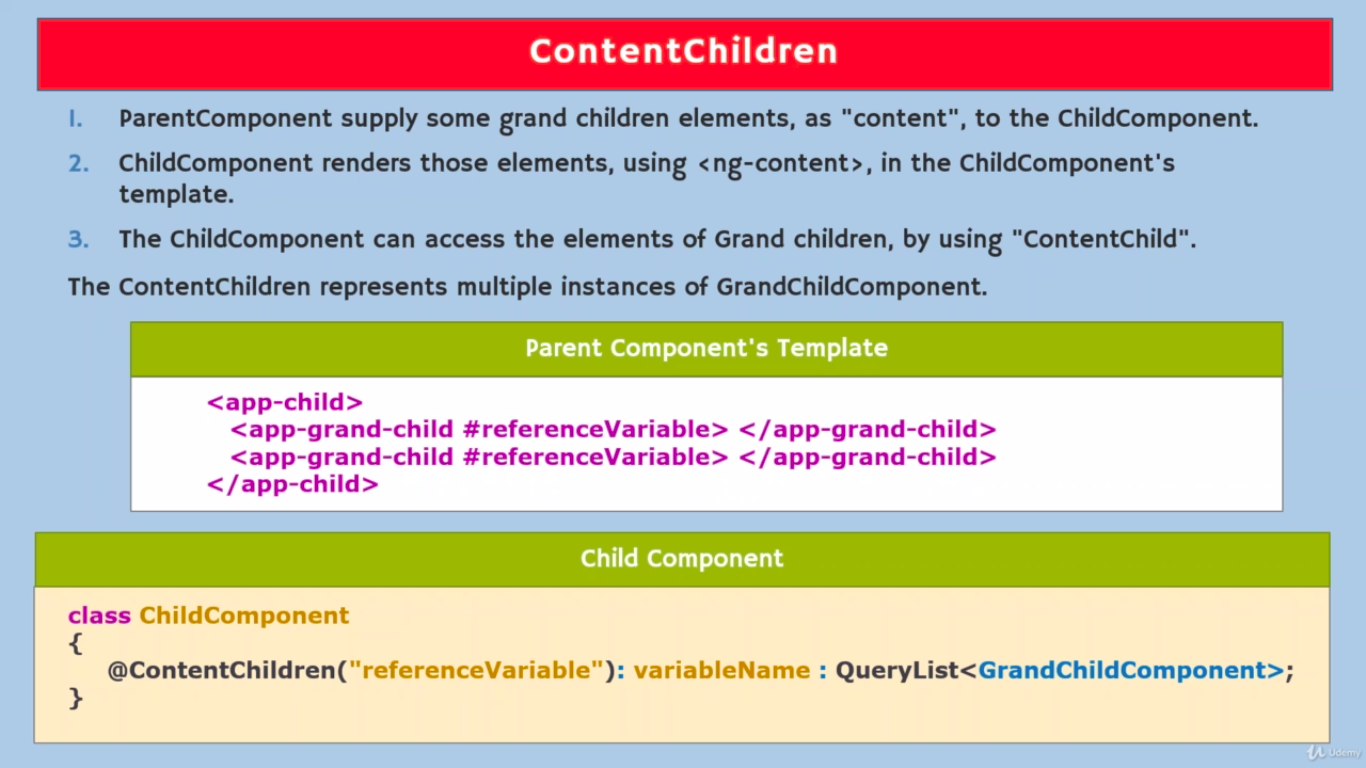 ContentChildren
1. ParentComponent supply some grand children elements, as "content", to the ChildComponent.
2. ChildComponent renders those elements, using <ng-content>, in the ChildComponent's
template.
3. The ChildComponent can access the elements of Grand children, by using "ContentChild".
The ContentChildren represents multiple instances of GrandChildComponent.
Parent Component's Template
<app-child>
<app-grand-child #referenceVariable> </app-grand-child>
<app-grand-child #referenceVariable> </app-grand-child>
</app-child>
Child Component
class ChildComponent
{
@ContentChildren("referenceVariable"): variableName : QueryList<GrandChildComponent>;
}
Udemy